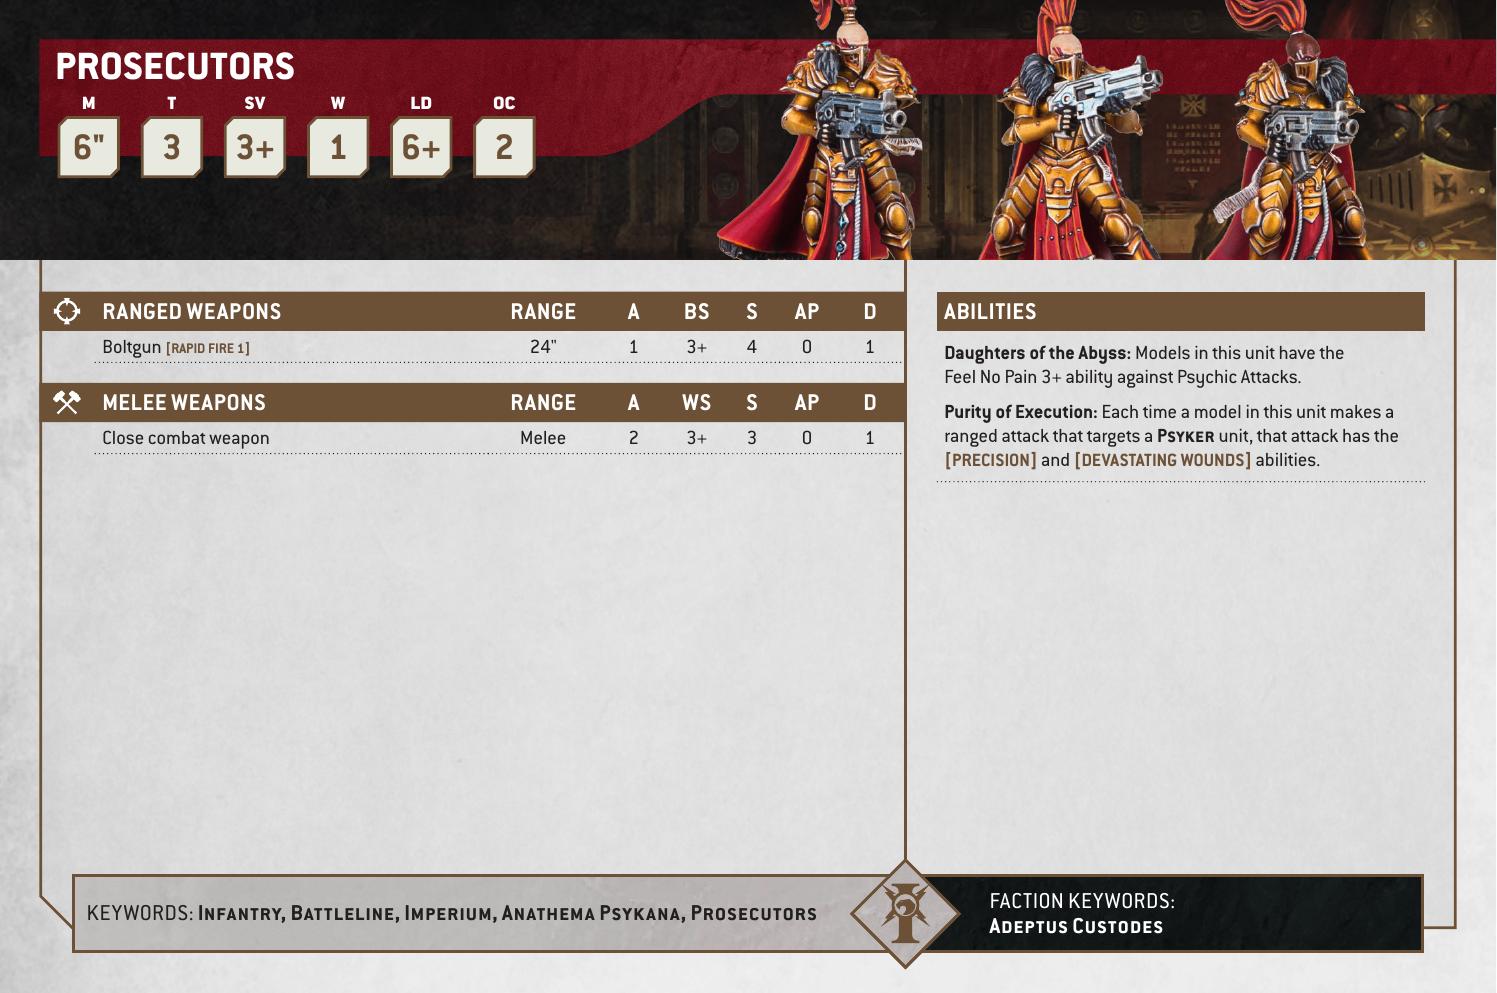 PROSECUTORS
M T SV W LD OC
6" 3 3+ 1 6+ 2
RANGED WEAPONS RANGE A BS S AP D
Boltgun [RAPID FIRE 1] 24" 1 3+ 4 0 1
MELEE WEAPONS RANGE A WS S AP D
Close combat weapon Melee 2 3+ 3 0 1
ABILITIES
Daughters of the Abyss: Models in this unit have the
Feel No Pain 3+ ability against Psychic Attacks.
Purity of Execution: Each time a model in this unit makes a
ranged attack that targets a PSYKER unit, that attack has the
[PRECISION] and [DEVASTATING WOUNDS] abilities.
KEYWORDS: INFANTRY, BATTLELINE, IMPERIUM, ANATHEMA PSYKANA, PROSECUTORS
FACTION KEYWORDS:
ADEPTUS CUSTODES